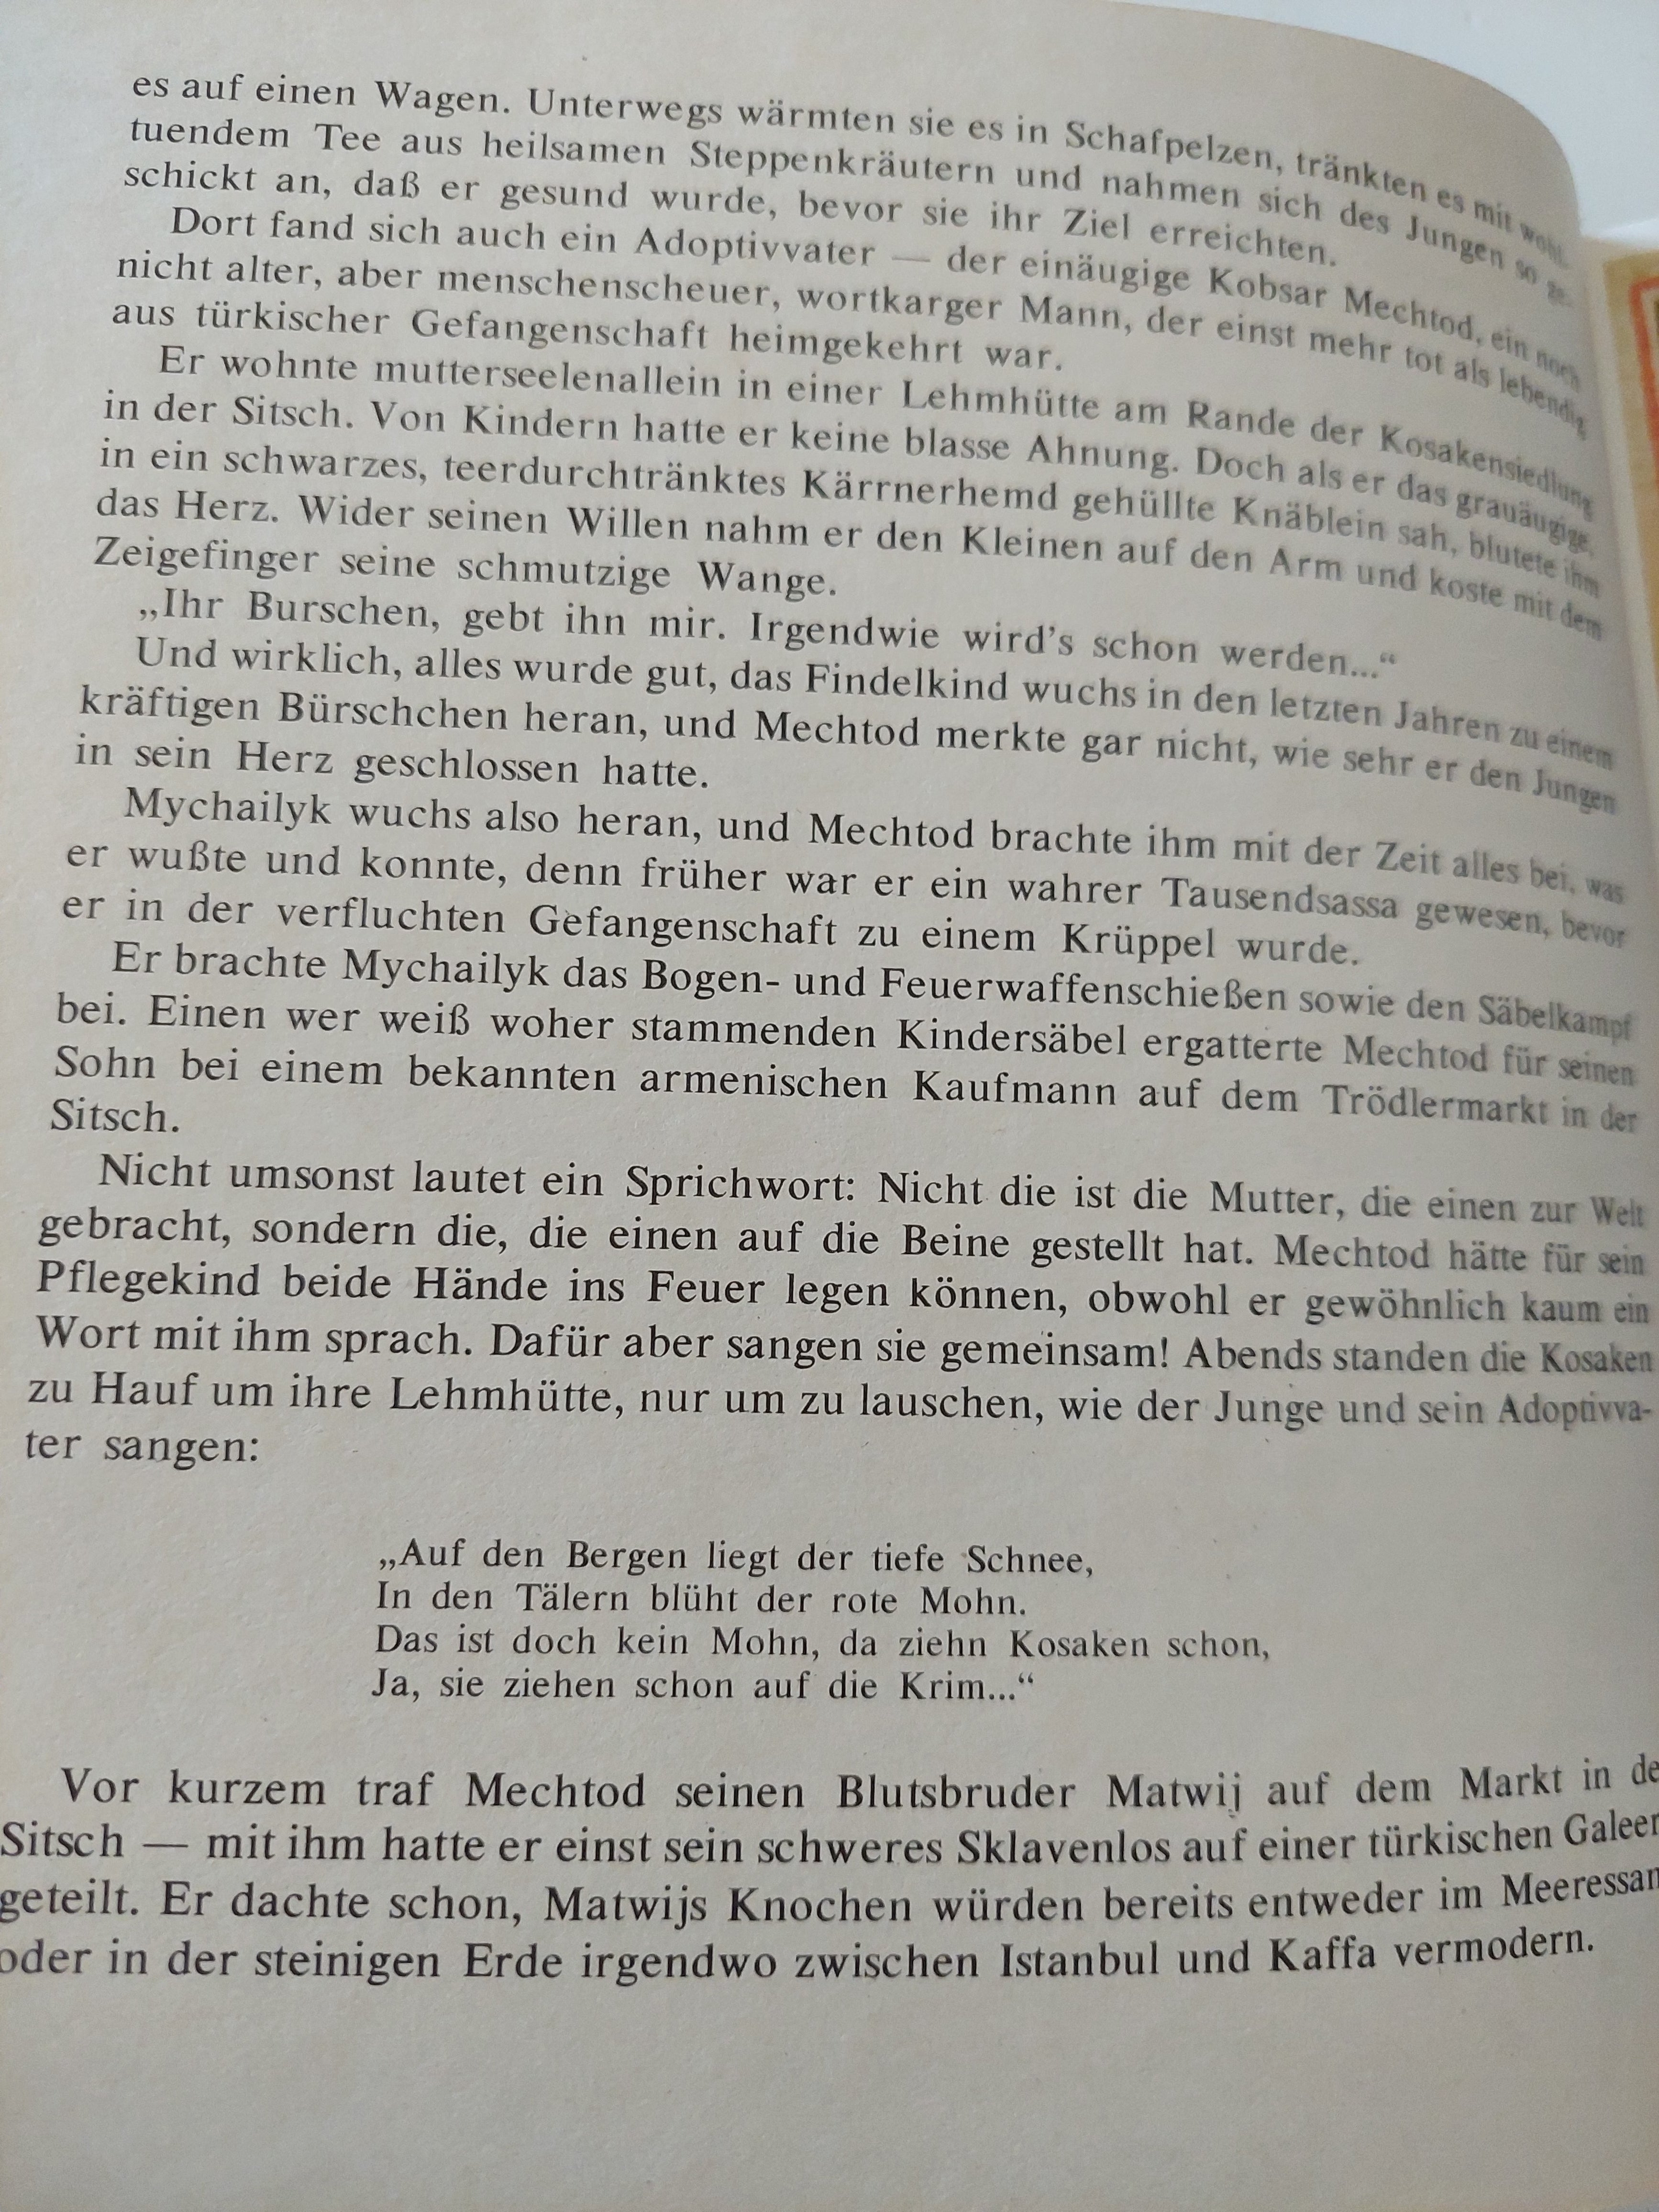 es auf einen Wagen. Unterwegs wärmten sie es in Schafpelzen, tränkten es mit wohl-
tuendem Tee aus heilsamen Steppenkräutern und nahmen sich des Jungen so ge-
schickt an, daß er gesund wurde, bevor sie ihr Ziel erreichten.
Dort fand sich auch ein Adoptivvater — der einäugige Kobsar Mechtod, ein noch
nicht alter, aber menschenscheuer, wortkarger Mann, der einst mehr tot als lebendig
aus türkischer Gefangenschaft heimgekehrt war.
Er wohnte mutterseelenallein in einer Lehmhütte am Rande der Kosakensiedlung
in der Sitsch. Von Kindern hatte er keine blasse Ahnung. Doch als er das grauäugige,
in ein schwarzes, teerdurchtränktes Kärrnerhemd gehüllte Knäblein sah, blutete ihm
das Herz. Wider seinen Willen nahm er den Kleinen auf den Arm und koste mit dem
Zeigefinger seine schmutzige Wange.
„Ihr Burschen, gebt ihn mir. Irgendwie wird's schon werden...“
Und wirklich, alles wurde gut, das Findelkind wuchs in den letzten Jahren zu einem
kräftigen Bürschchen heran, und Mechtod merkte gar nicht, wie sehr er den Jungen
in sein Herz geschlossen hatte.
Mychailyk wuchs also heran, und Mechtod brachte ihm mit der Zeit alles bei, was
er wußte und konnte, denn früher war er ein wahrer Tausendsassa gewesen, bevor
er in der verfluchten Gefangenschaft zu einem Krüppel wurde.
Er brachte Mychailyk das Bogen- und Feuerwaffenschießen sowie den Säbelkampf
bei. Einen wer weiß woher stammenden Kindersäbel ergatterte Mechtod für seinen
Sohn bei einem bekannten armenischen Kaufmann auf dem Trödlermarkt in der
Sitsch.
Nicht umsonst lautet ein Sprichwort: Nicht die ist die Mutter, die einen zur Welt
gebracht, sondern die, die einen auf die Beine gestellt hat. Mechtod hätte für sein
Pflegekind beide Hände ins Feuer legen können, obwohl er gewöhnlich kaum ein
Wort mit ihm sprach. Dafür aber sangen sie gemeinsam! Abends standen die Kosaken
zu Hauf um ihre Lehmhütte, nur um zu lauschen, wie der Junge und sein Adoptivva-
ter sangen:
„Auf den Bergen liegt der tiefe Schnee,
In den Tälern blüht der rote Mohn.
Das ist doch kein Mohn, da ziehn Kosaken schon,
Ja, sie ziehen schon auf die Krim...“
Vor kurzem traf Mechtod seinen Blutsbruder Matwij auf dem Markt in de
Sitsch — mit ihm hatte er einst sein schweres Sklavenlos auf einer türkischen Galeer
geteilt. Er dachte schon, Matwijs Knochen würden bereits entweder im Meeressan
oder in der steinigen Erde irgendwo zwischen Istanbul und Kaffa vermodern.